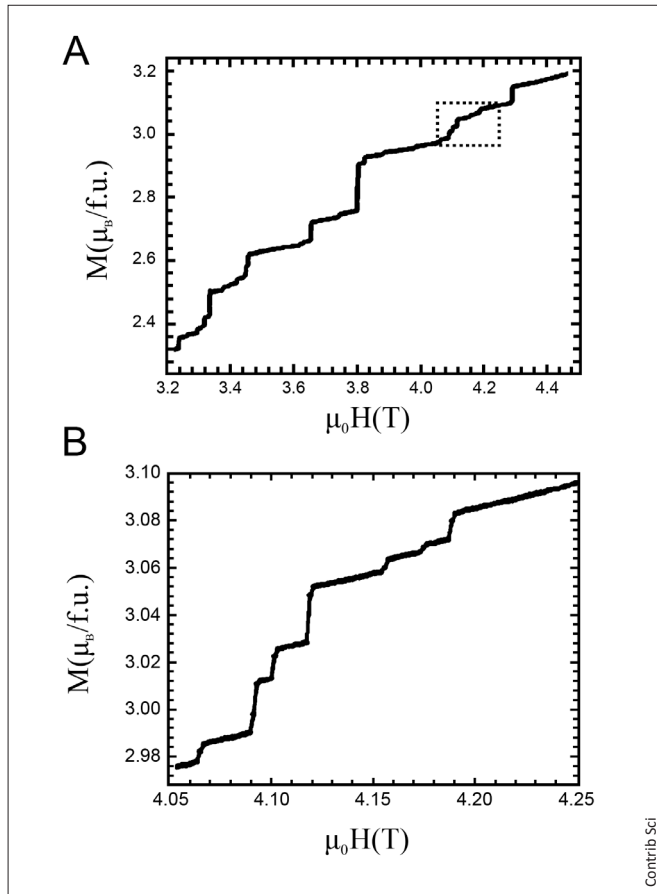 A
3.2
3.0
2.8
2.6
2.4
M(μB/f.u.)
3.2 3.4 3.6 3.8 4.0 4.2 4.4
μ0H(T)
B
3.10
3.08
3.06
3.04
3.02
3.00
2.98
M(μB/f.u.)
4.05 4.10 4.15 4.20 4.25
μ0H(T)
Contrib Sci